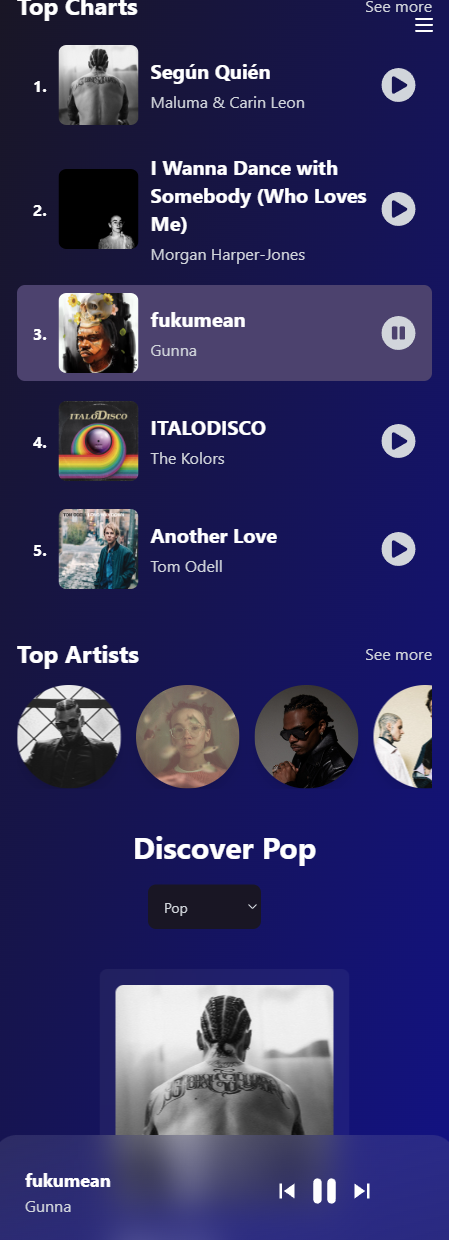 Top Charts
See more
1.
Según Quién
Maluma & Carin Leon
2.
I Wanna Dance with
Somebody (Who Loves
Me)
Morgan Harper-Jones
3.
fukumean
Gunna
4.
ITALODISCO
ITALODISCO
The Kolors
5.
Another Love
Tom Odell
Top Artists
See more
Discover Pop
Pop
fukumean
Gunna